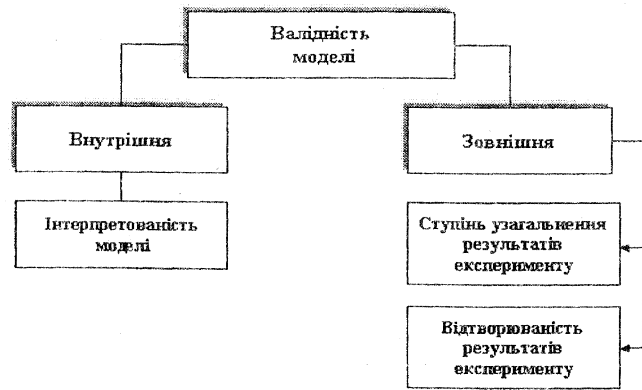 Валідність
моделі
Внутрішня
Зовнішня
Інтерпретованість
моделі
Ступінь узагальнення
результатів
експерименту
Відтворюваність
результатів
експерименту